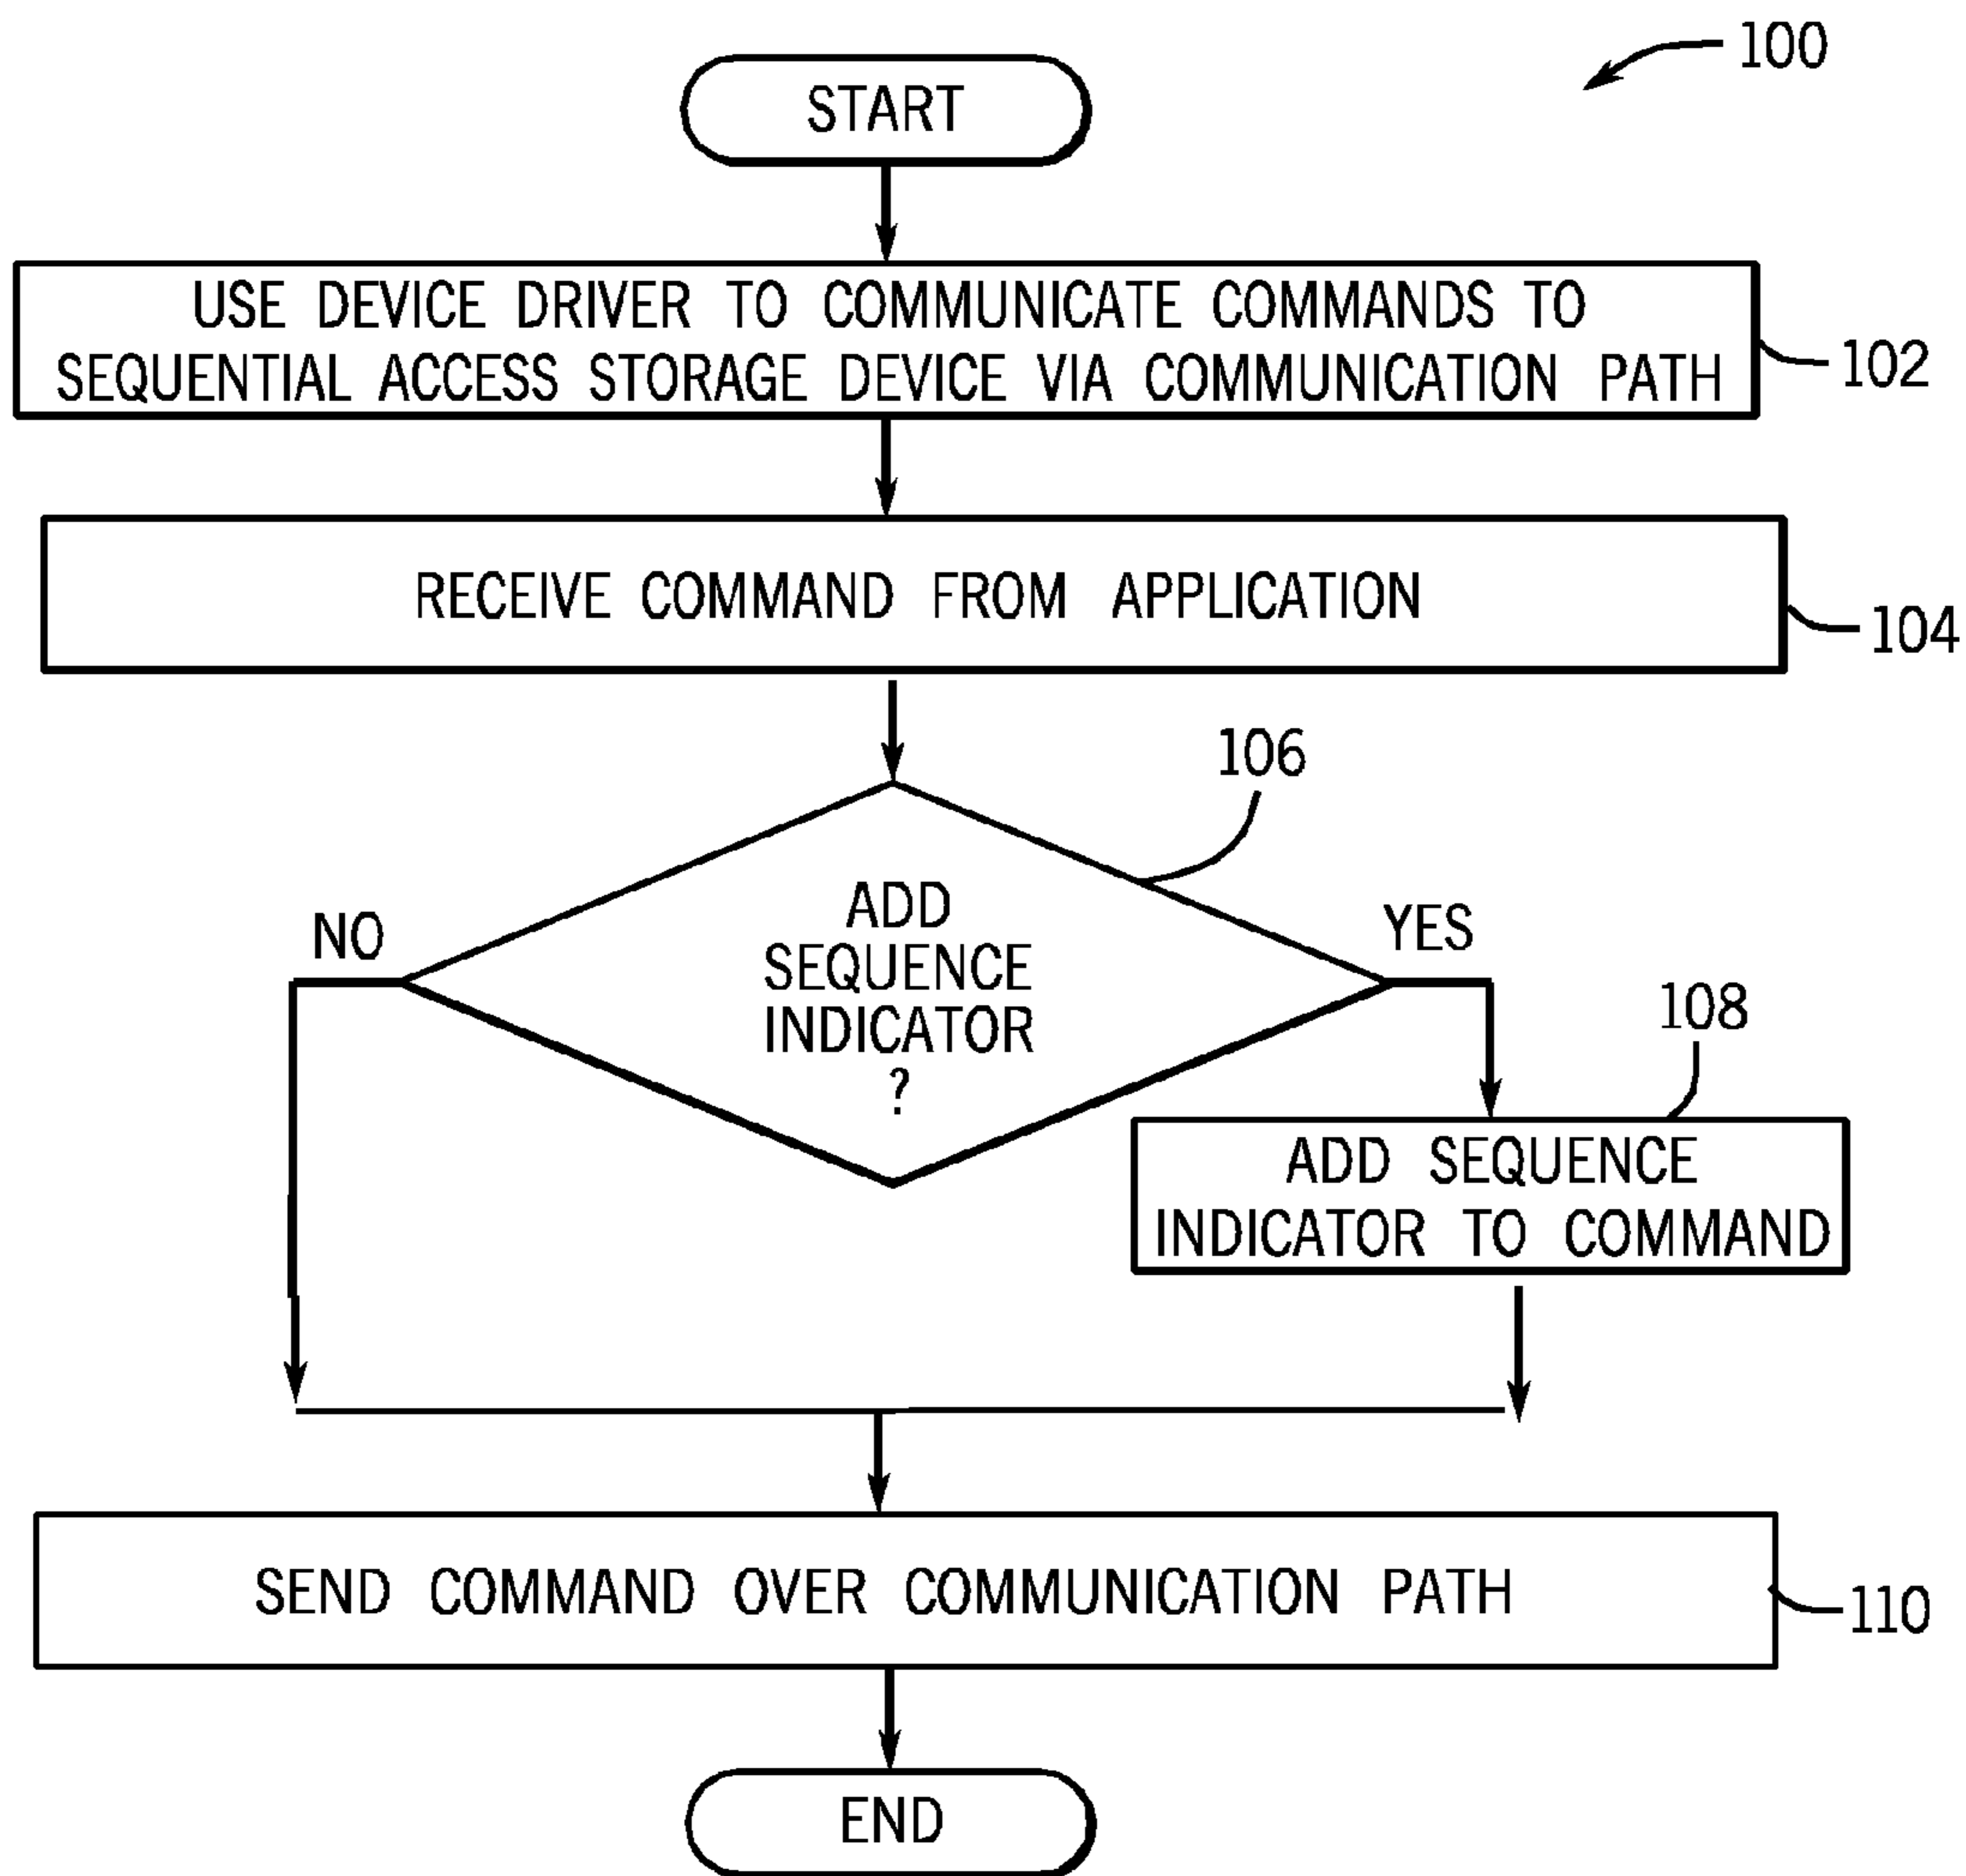 100
START
USE DEVICE DRIVER TO COMMUNICATE COMMANDS TO
SEQUENTIAL ACCESS STORAGE DEVICE VIA COMMUNICATION PATH
102
RECEIVE COMMAND FROM APPLICATION
104
106
ADD
SEQUENCE
INDICATOR
?
NO
YES
108
ADD SEQUENCE
INDICATOR TO COMMAND
SEND COMMAND OVER COMMUNICATION PATH
110
END